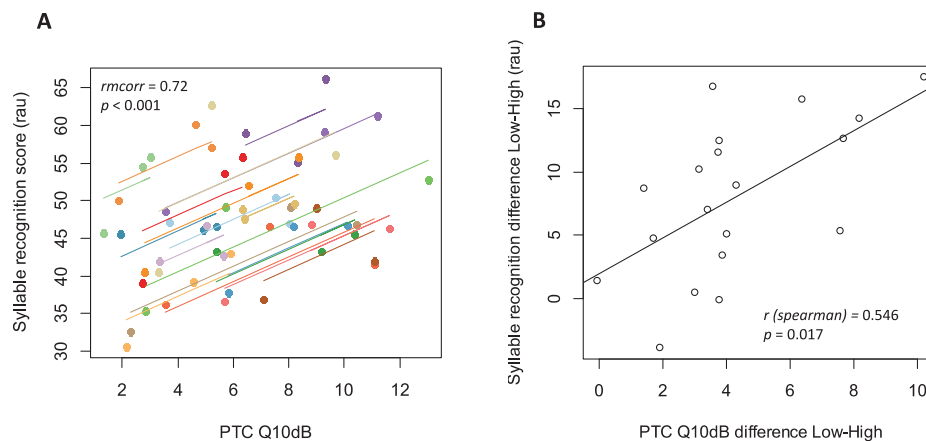 A
Syllable recognition score (rau)
65
60
55
50
45
40
35
30
rmcorr = 0.72
p < 0.001
2
4
6
8
10
12
PTC Q10dB
B
Syllable recognition difference Low-High (rau)
15
10
5
0
r (spearman) = 0.546
p = 0.017
0
2
4
6
8
10
PTC Q10dB difference Low-High